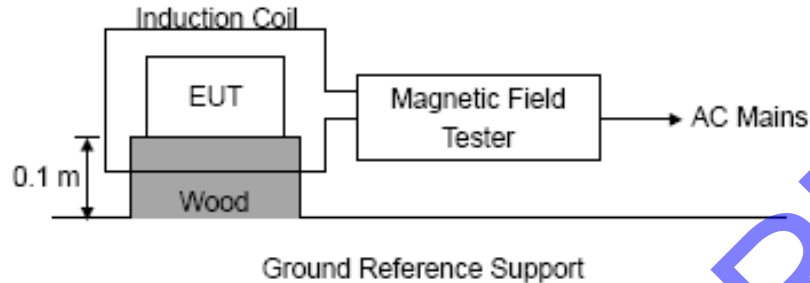 Induction Coil
EUT
Magnetic Field
Tester
AC Mains
0.1 m
Wood
Ground Reference Support